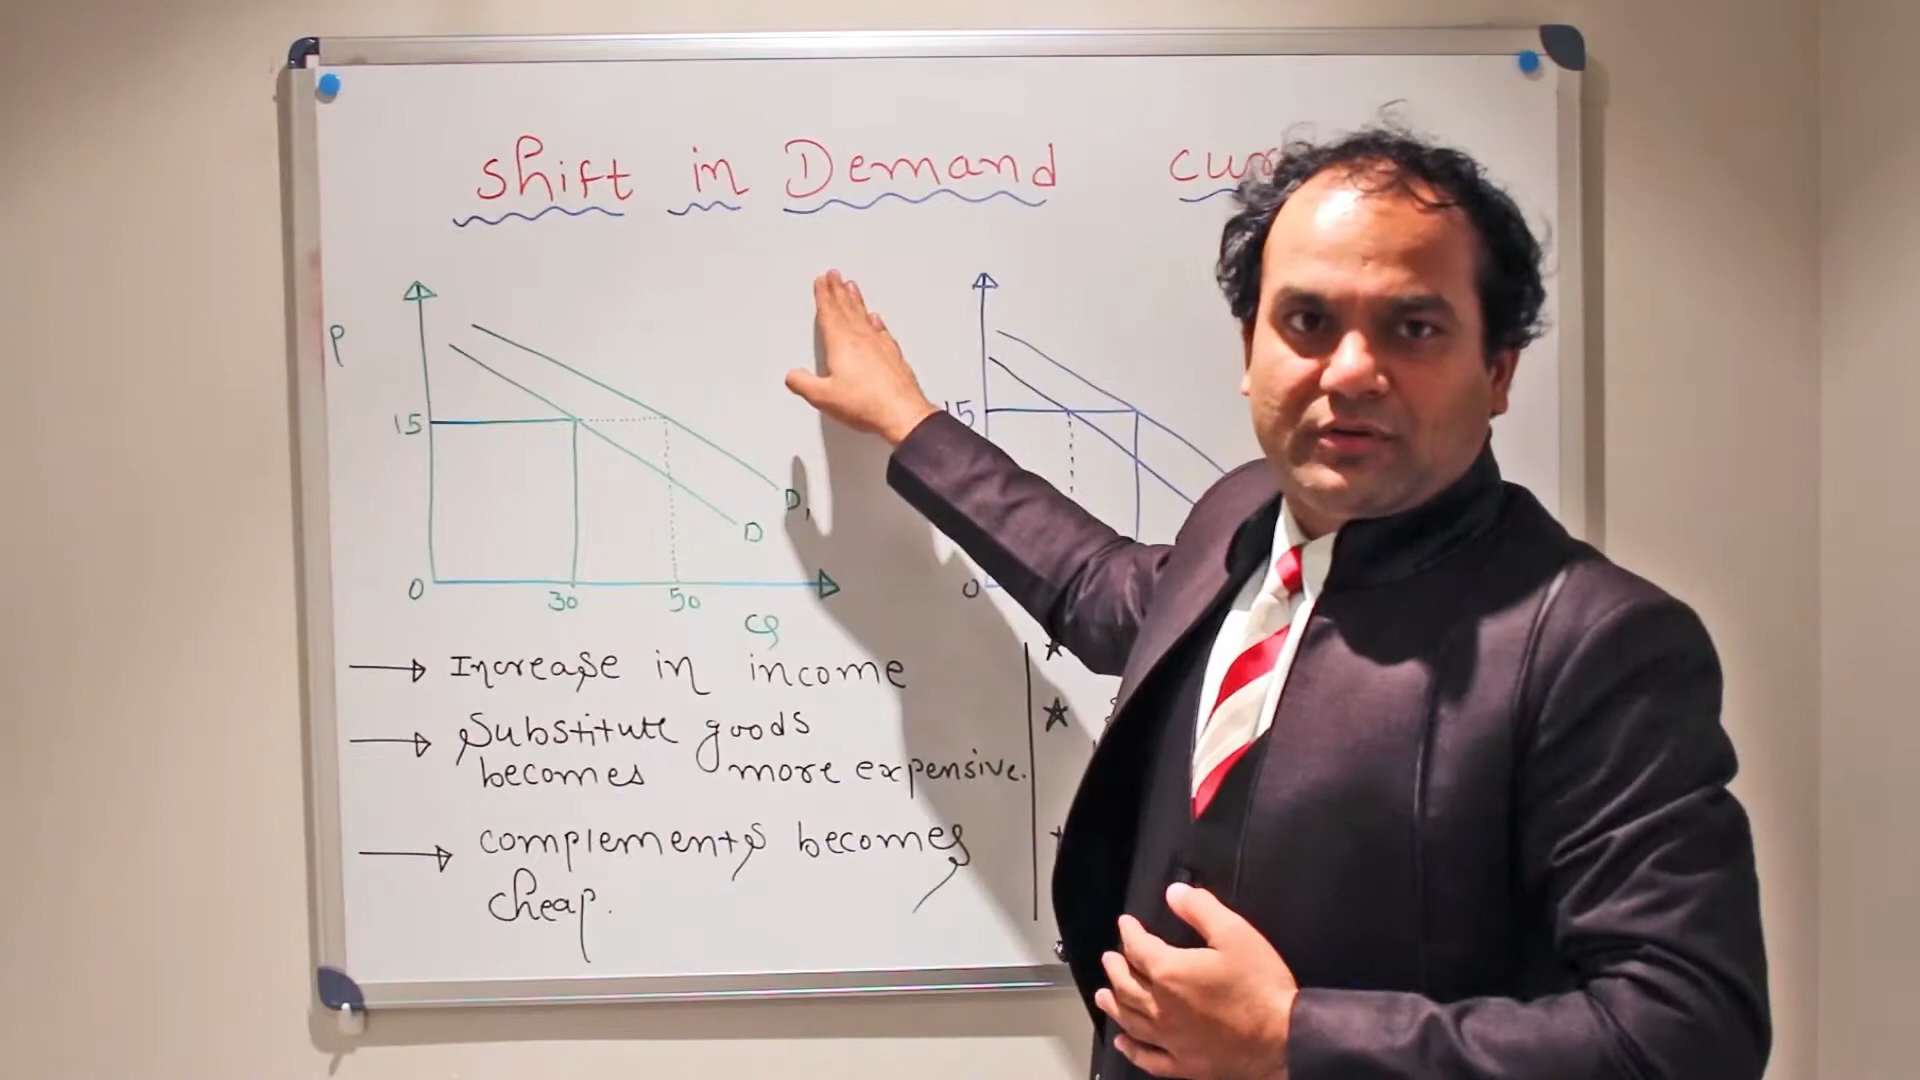 shift in Demand
P
15
D1
D
0
30
50
Q
15
0
Increase in income
Substitute goods
becomes more expensive.
complements becomes
cheap.